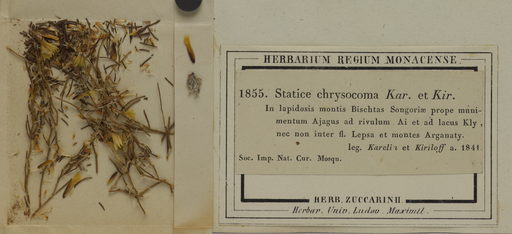 HERBARIUM REGIUM MONACENSE.
1855. Statice chrysocoma Kar. et Kir.
In lapidosis montis Bischtas Songoriæ prope muni-
mentum Ajagus ad rivulum Ai et ad lacus Kly,
nec non inter fl. Lepsa et montes Arganaty.
leg. Karelin et Kiriloff a. 1841
Soc. Imp. Nat. Cur. Mosqu.
HERB. ZUCCARINII.
Herbar. Univ. Ludov. Maximil.